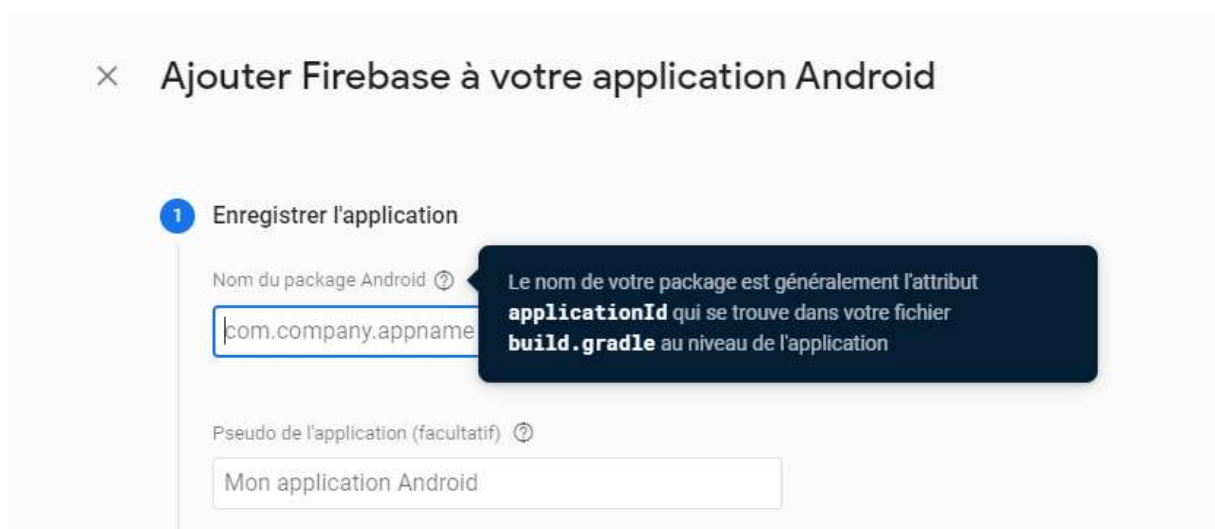 Ajouter Firebase à votre application Android
1 Enregistrer l'application
Nom du package Android
com.company.appname
Le nom de votre package est généralement l'attribut
applicationId qui se trouve dans votre fichier
build.gradle au niveau de l'application
Pseudo de l'application (facultatif)
Mon application Android